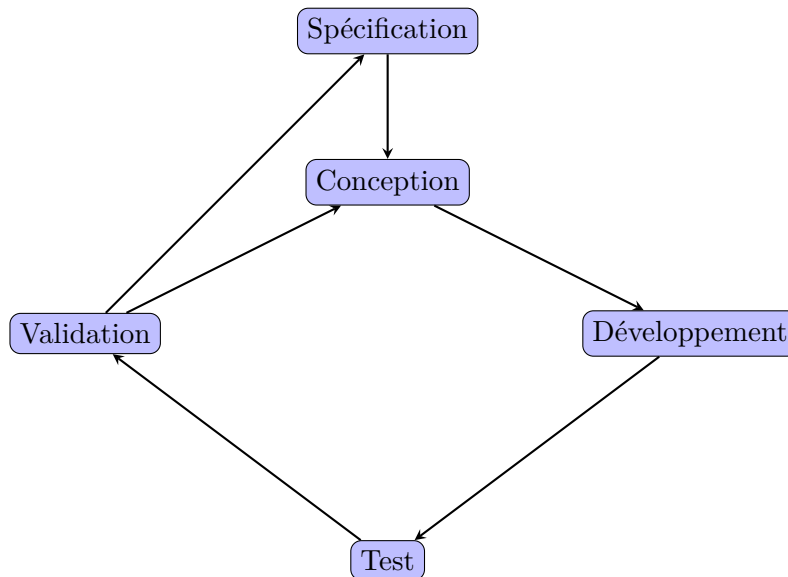 Spécification
Conception
Validation
Développement
Test